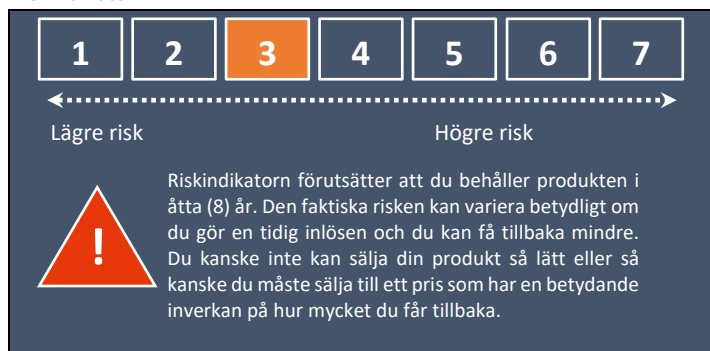 1 2 3 4 5 6 7
Lägre risk Högre risk
Riskindikatorn förutsätter att du behåller produkten i
åtta (8) år. Den faktiska risken kan variera betydligt om
du gör en tidig inlösen och du kan få tillbaka mindre.
Du kanske inte kan sälja din produkt så lätt eller så
kanske du måste sälja till ett pris som har en betydande
inverkan på hur mycket du får tillbaka.
!